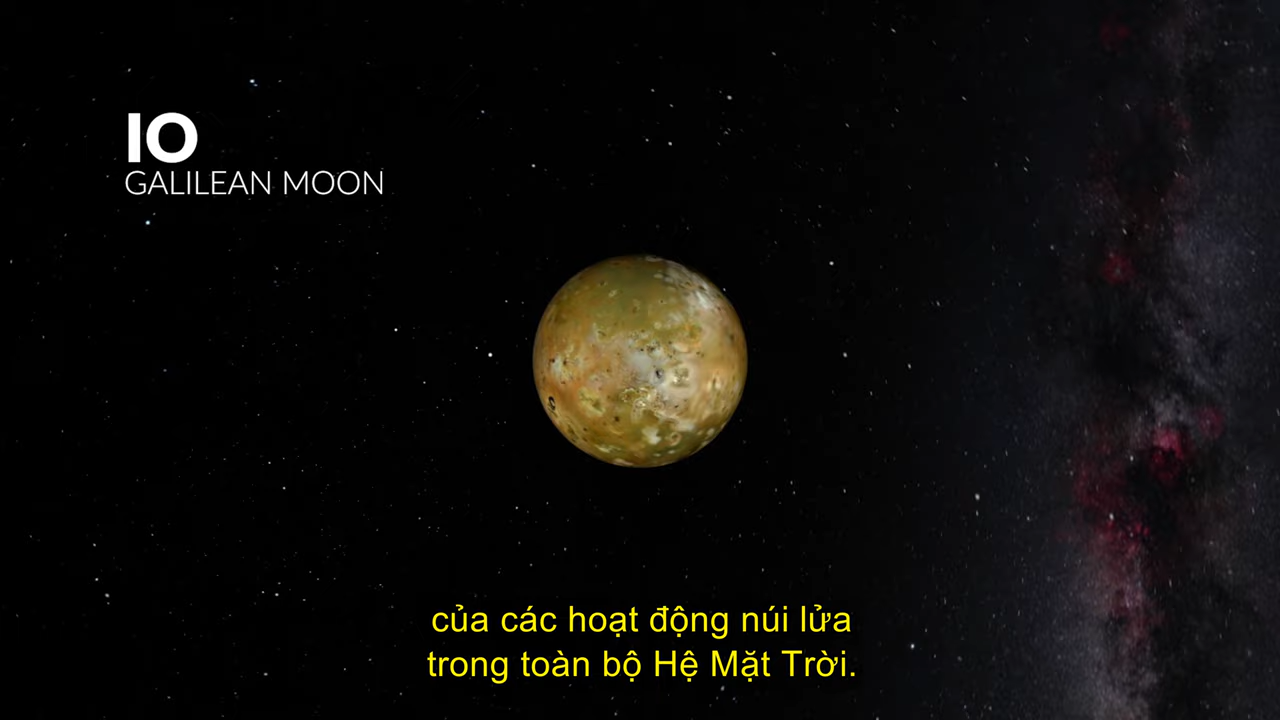 IO
GALILEAN MOON
của các hoạt động núi lửa
trong toàn bộ Hệ Mặt Trời.